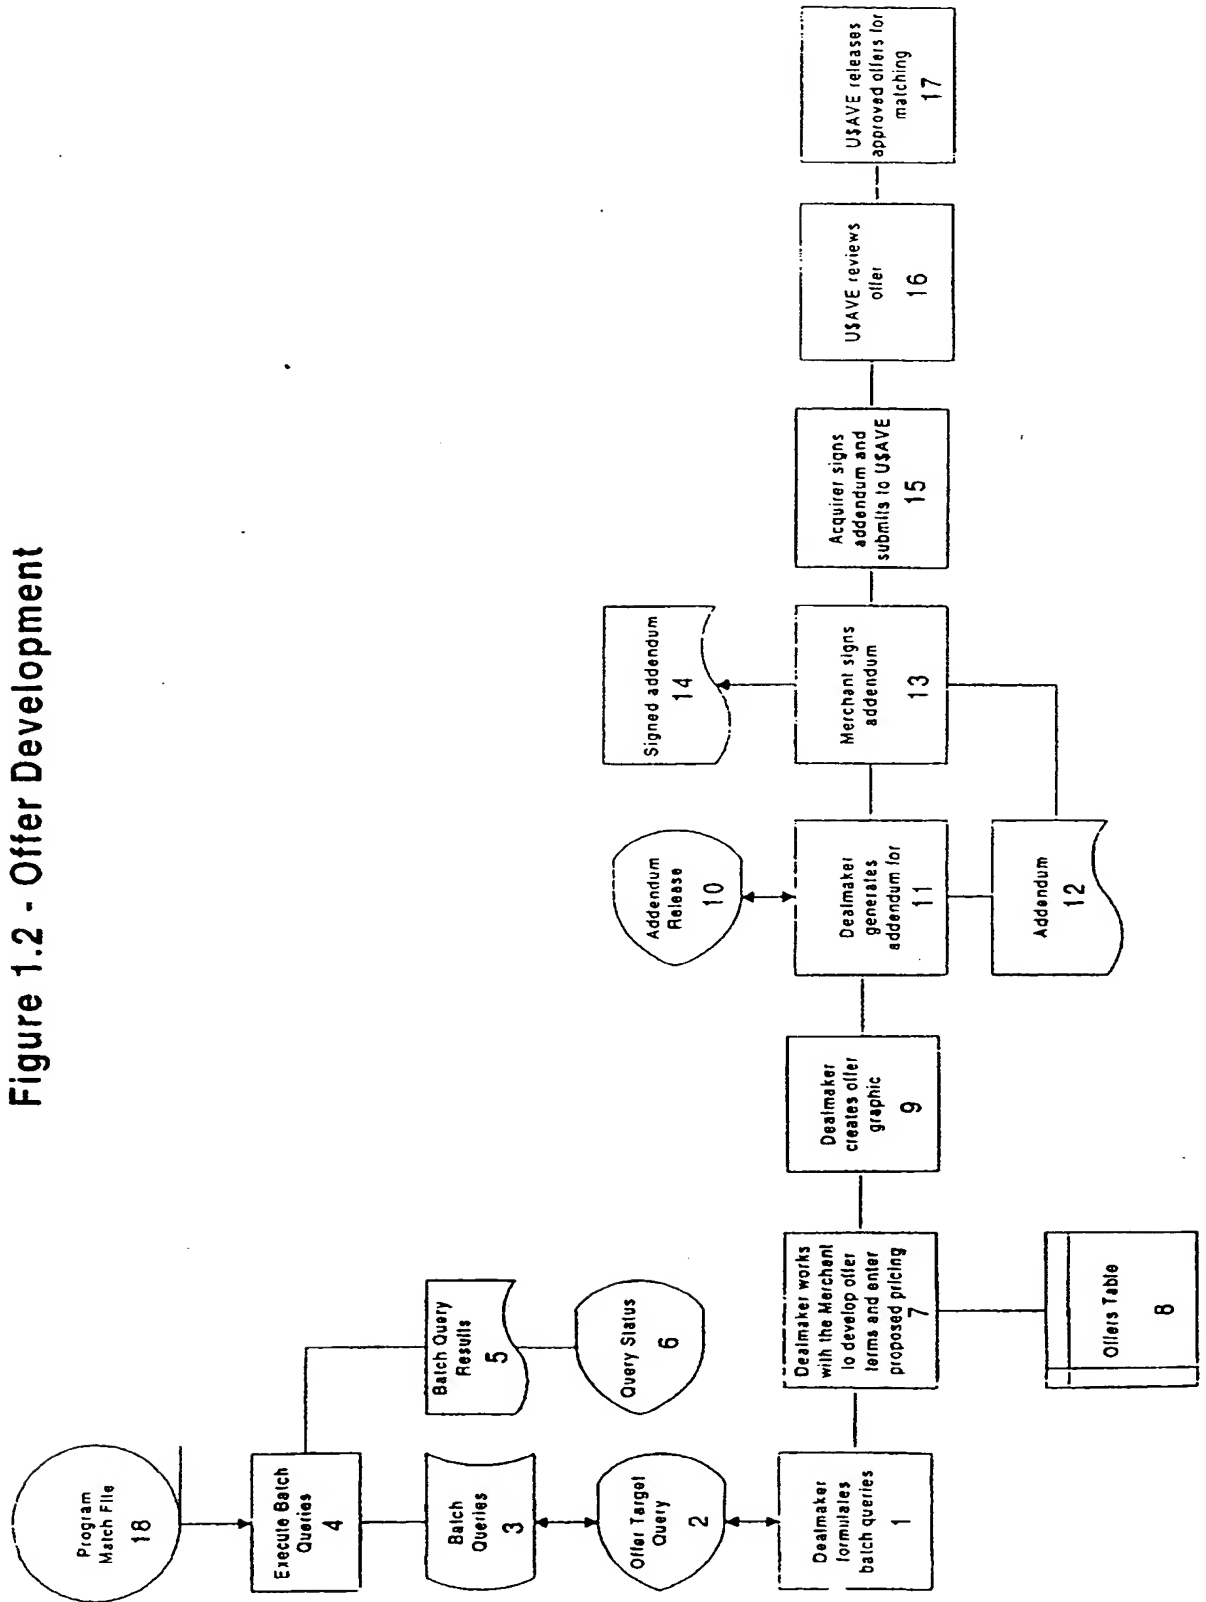 Figure 1.2 - Offer Development
Program
Match File
18
Execute Batch
Queries
4
Batch
Queries
3
Offer Target
Query
2
Dealmaker
formulates
batch queries
1
Batch Query
Results
5
Query Status
6
Dealmaker works
with the Merchant
to develop offer
terms and enter
proposed pricing
7
Offers Table
8
Dealmaker
creates offer
graphic
9
Addendum
Release
10
Dealmaker
generates
addendum for
11
Addendum
12
Signed addendum
14
Merchant signs
addendum
13
Acquirer signs
addendum and
submits to U$AVE
15
U$AVE reviews
offer
16
U$AVE releases
approved offers for
matching
17